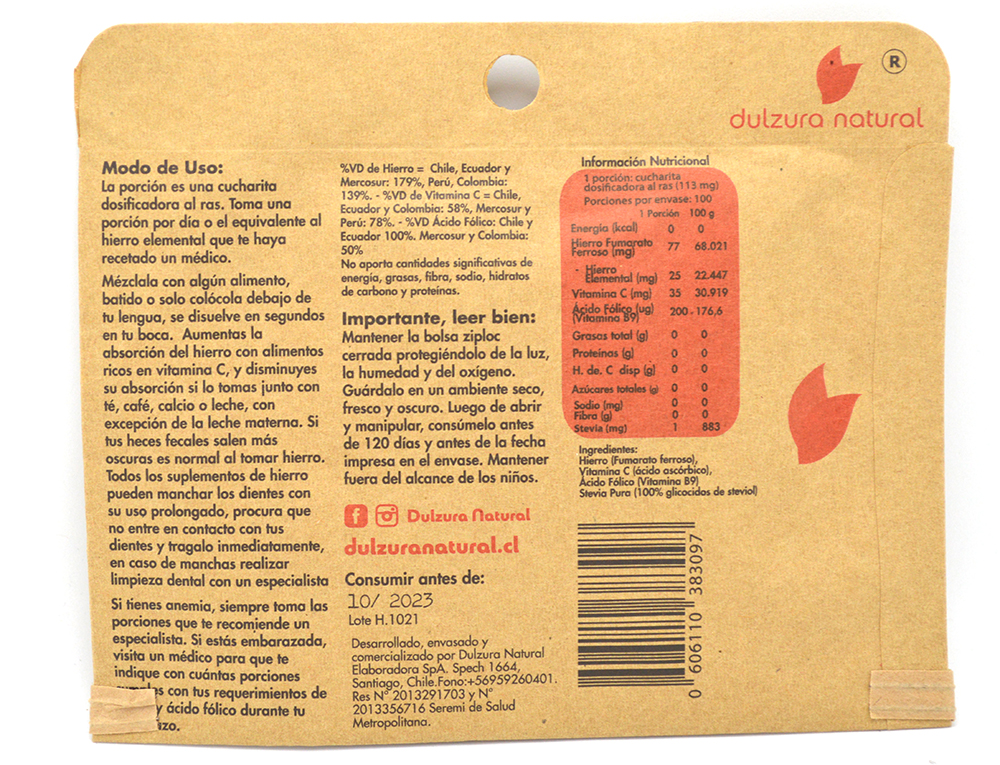 ®
dulzura natural
Modo de Uso:
La porción es una cucharita
dosificadora al ras. Toma una
porción por día o el equivalente al
hierro elemental que te haya
recetado un médico.
Mézclala con algún alimento,
batido o solo colócola debajo de
tu lengua, se disuelve en segundos
en tu boca. Aumentas la
absorción del hierro con alimentos
ricos en vitamina C, y disminuyes
su absorción si lo tomas junto con
té, café, calcio o leche, con
excepción de la leche materna. Si
tus heces fecales salen más
oscuras es normal al tomar hierro.
Todos los suplementos de hierro
pueden manchar los dientes con
su uso prolongado, procura que
no entre en contacto con tus
dientes y tragalo inmediatamente,
en caso de manchas realizar
limpieza dental con un especialista
Si tienes anemia, siempre toma las
porciones que te recomiende un
especialista. Si estás embarazada,
visita un médico para que te
indique con cuántas porciones
con tus requerimientos de
y ácido fólico durante tu
%VD de Hierro = Chile, Ecuador y
Mercosur: 179%, Perú, Colombia:
139%. - %VD de Vitamina C = Chile,
Ecuador y Colombia: 58%, Mercosur y
Perú: 78%. - %VD Ácido Fólico: Chile y
Ecuador 100%. Mercosur y Colombia:
50%
No aporta cantidades significativas de
energía, grasas, fibra, sodio, hidratos
de carbono y proteínas.
Importante, leer bien:
Mantener la bolsa ziploc
cerrada protegiéndolo de la luz,
la humedad y del oxígeno.
Guárdalo en un ambiente seco,
fresco y oscuro. Luego de abrir
y manipular, consúmelo antes
de 120 días y antes de la fecha
impresa en el envase. Mantener
fuera del alcance de los niños.
Dulzura Natural
dulzuranatural.cl
Consumir antes de:
10/ 2023
Lote H.1021
Desarrollado, envasado y
comercializado por Dulzura Natural
Elaboradora SpA. Spech 1664,
Santiago, Chile.Fono:+56959260401.
Res N° 2013291703 y N°
2013356716 Seremi de Salud
Metropolitana.
Información Nutricional
1 porción: cucharita
dosificadora al ras (113 mg)
Porciones por envase: 100
1 Porción 100 g
Energía (kcal) 0 0
Hierro Fumarato
Ferroso (mg) 77 68.021
- Hierro
Elemental (mg) 25 22.447
Vitamina C (mg) 35 30.919
Ácido Fólico (ug)
(Vitamina B9) 200 - 176,6
Grasas total (g) 0 0
Proteínas (g) 0 0
H. de. C disp (g) 0 0
Azúcares totales (g) 0 0
Sodio (mg) 0 0
Fibra (g) 0 0
Stevia (mg) 1 883
Ingredientes:
Hierro (Fumarato ferroso),
Vitamina C (ácido ascórbico),
Ácido Fólico (Vitamina B9)
Stevia Pura (100% glicocidos de steviol)
0 606110 383097